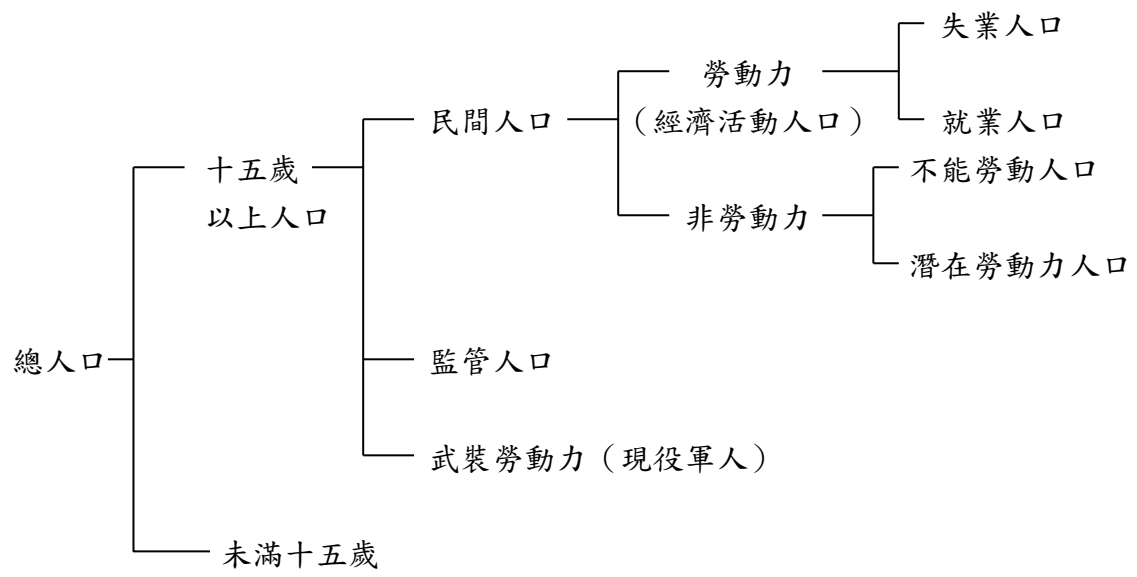 失業人口
勞動力
民間人口
（經濟活動人口）
就業人口
十五歲
以上人口
不能勞動人口
非勞動力
潛在勞動力人口
總人口
監管人口
武裝勞動力（現役軍人）
未滿十五歲